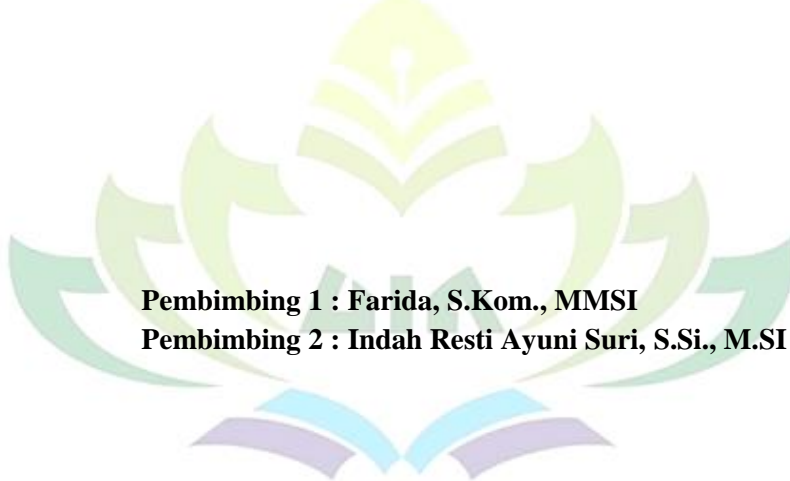 Pembimbing 1 : Farida, S.Kom., MMSI
Pembimbing 2 : Indah Resti Ayuni Suri, S.Si., M.SI